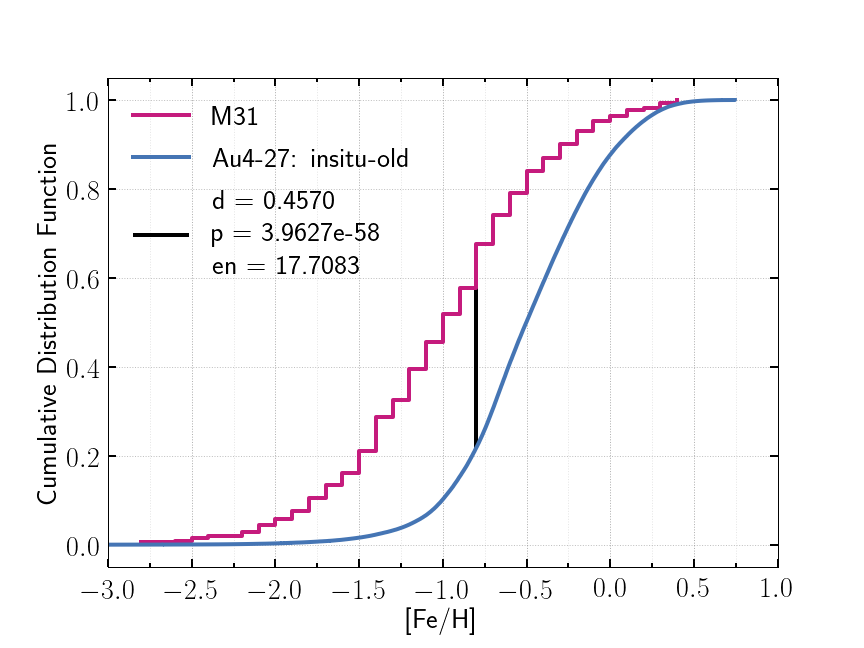 M31
Au4-27: insitu-old
d = 0.4570
p = 3.9627e-58
en = 17.7083
Cumulative Distribution Function
1.0
0.8
0.6
0.4
0.2
0.0
−3.0 −2.5 −2.0 −1.5 −1.0 −0.5 0.0 0.5 1.0
[Fe/H]